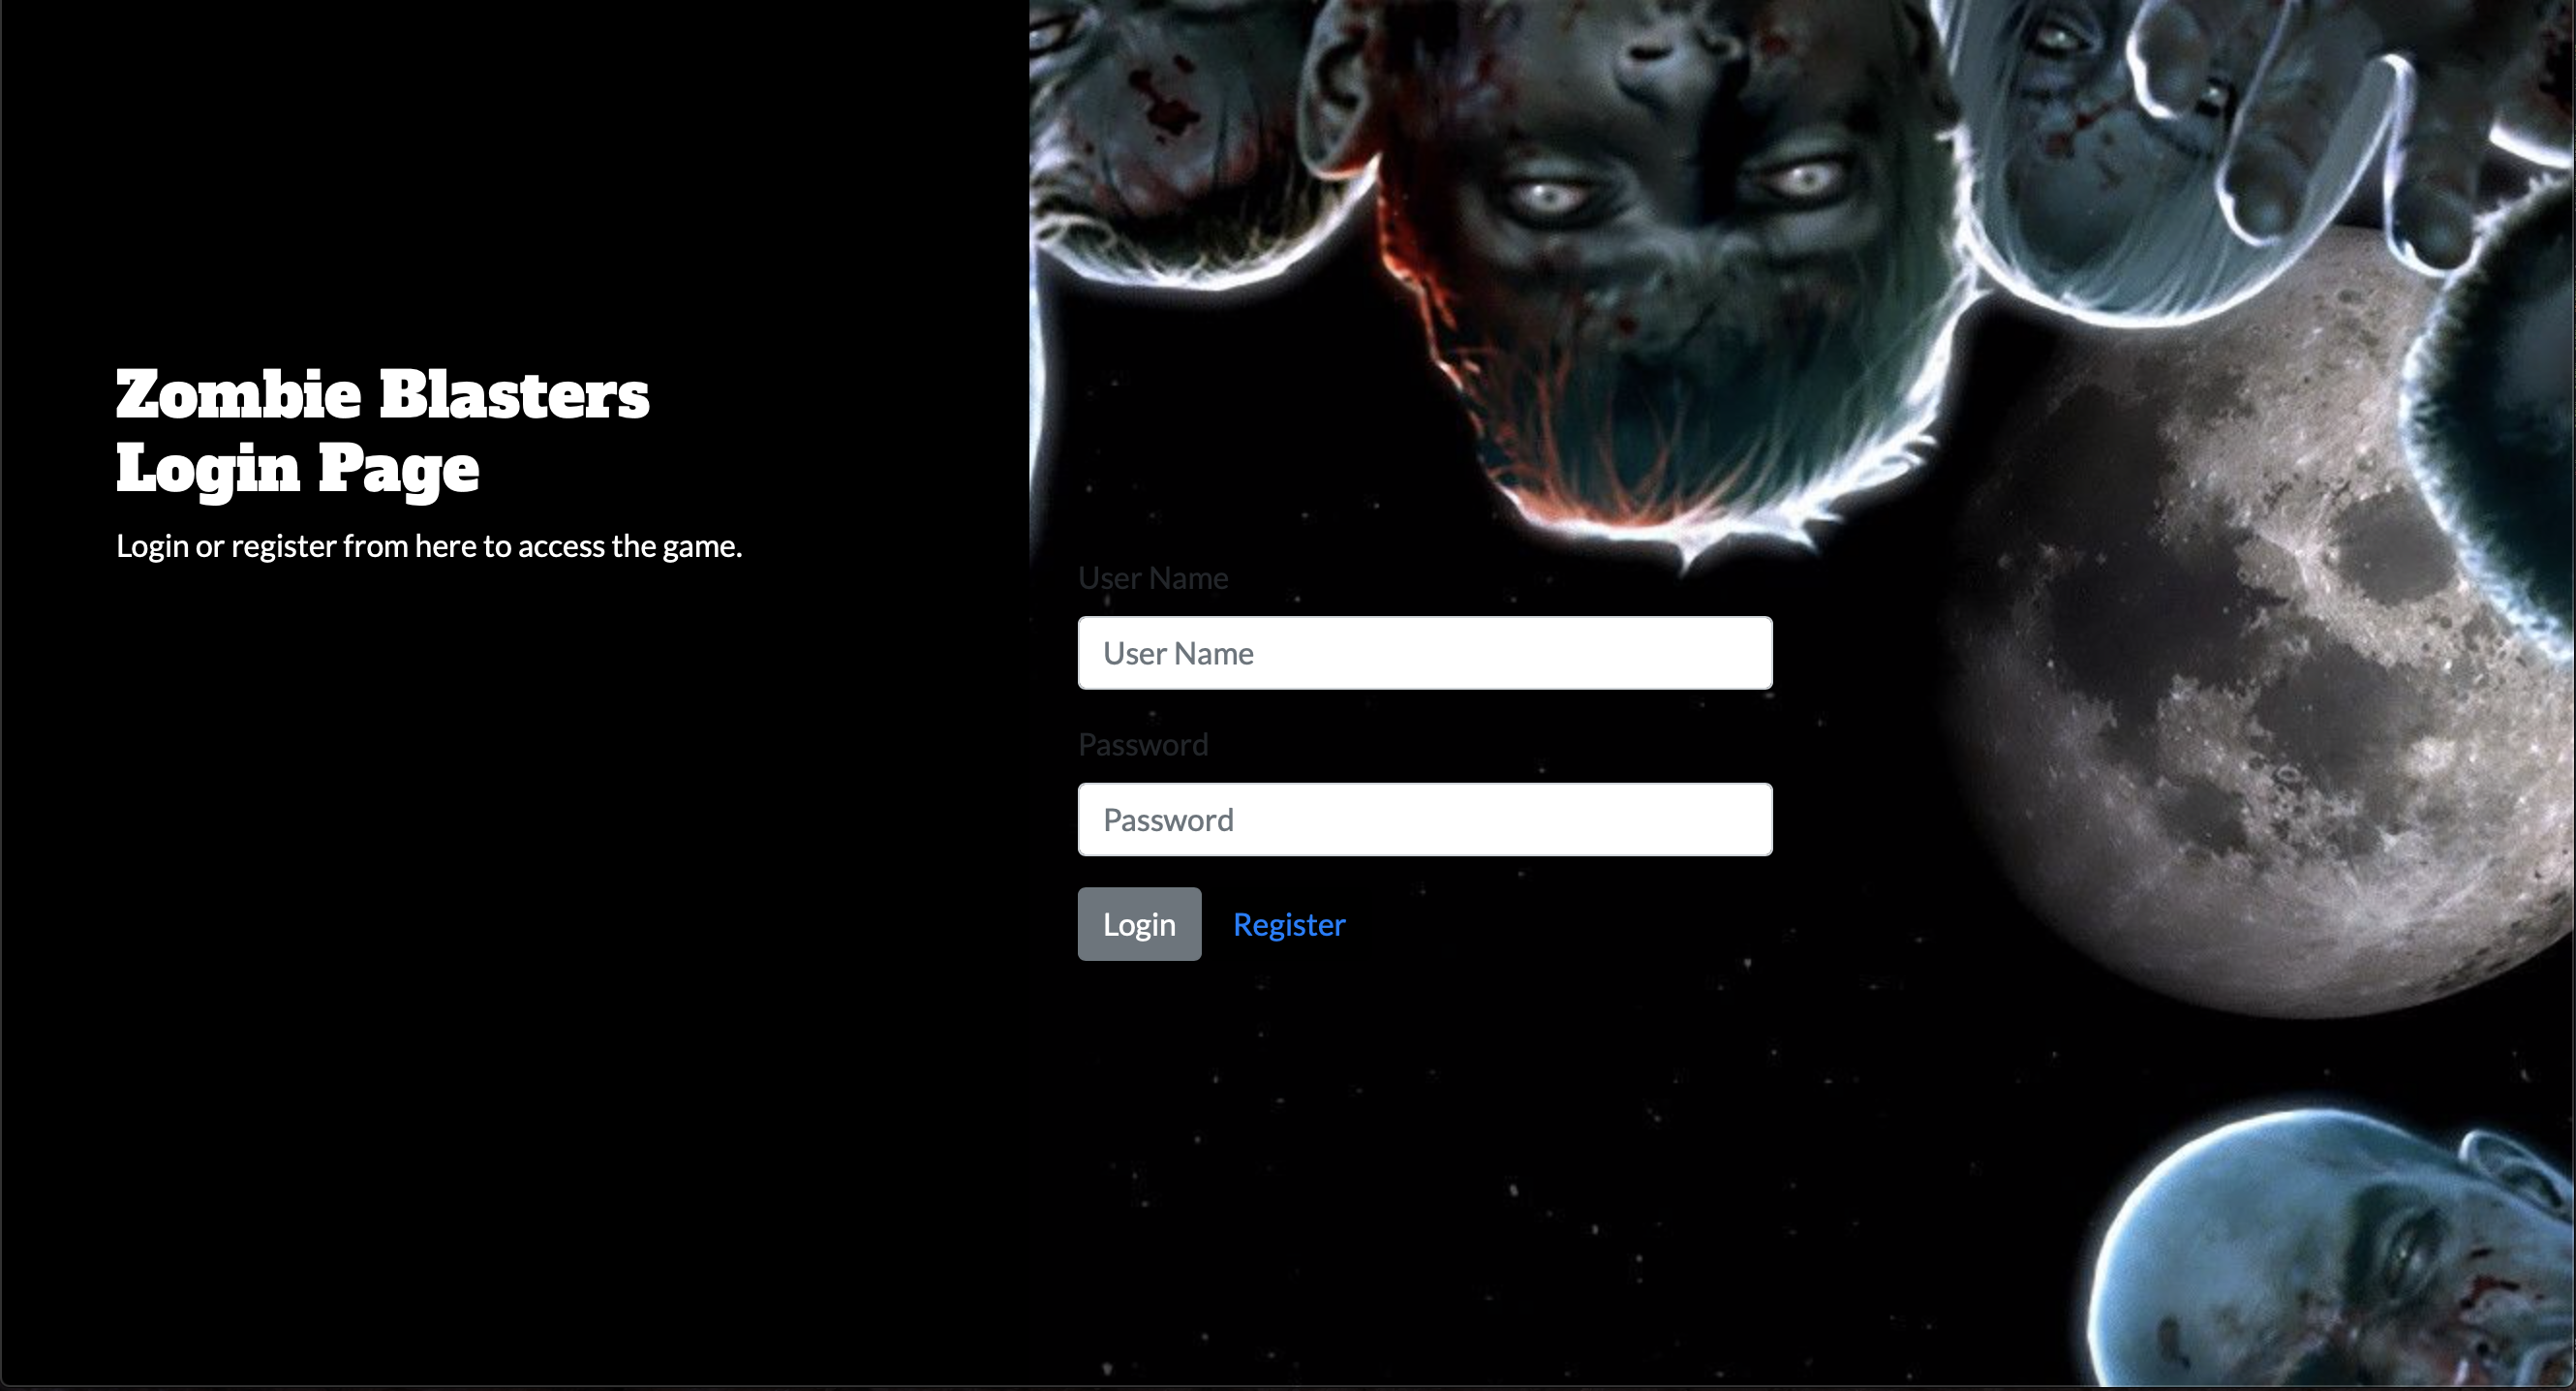 Zombie Blasters
Login Page
Login or register from here to access the game.
User Name
User Name
Password
Password
Login
Register